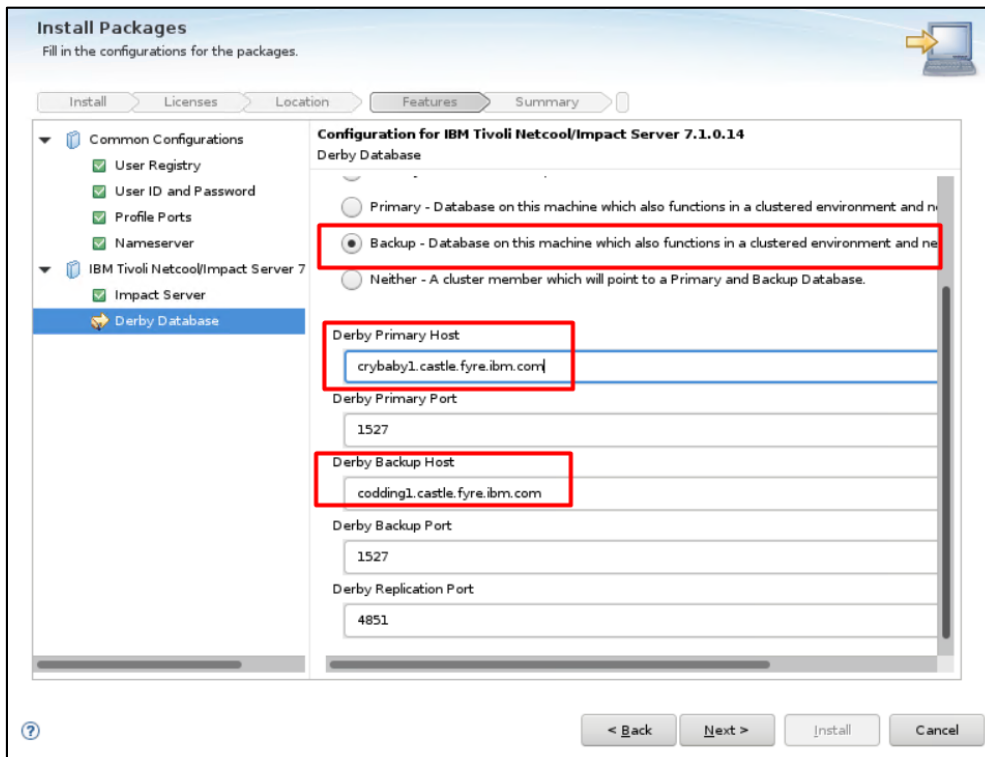 Install Packages
Fill in the configurations for the packages.
Install Licenses Location Features Summary
Common Configurations
User Registry
User ID and Password
Profile Ports
Nameserver
IBM Tivoli Netcool/Impact Server 7
Impact Server
Derby Database
Configuration for IBM Tivoli Netcool/Impact Server 7.1.0.14
Derby Database
Primary - Database on this machine which also functions in a clustered environment and
Backup - Database on this machine which also functions in a clustered environment and ne
Neither - A cluster member which will point to a Primary and Backup Database.
Derby Primary Host
crybaby1.castle.fyre.ibm.com
Derby Primary Port
1527
Derby Backup Host
codding1.castle.fyre.ibm.com
Derby Backup Port
1527
Derby Replication Port
4851
?
< Back Next > Install Cancel